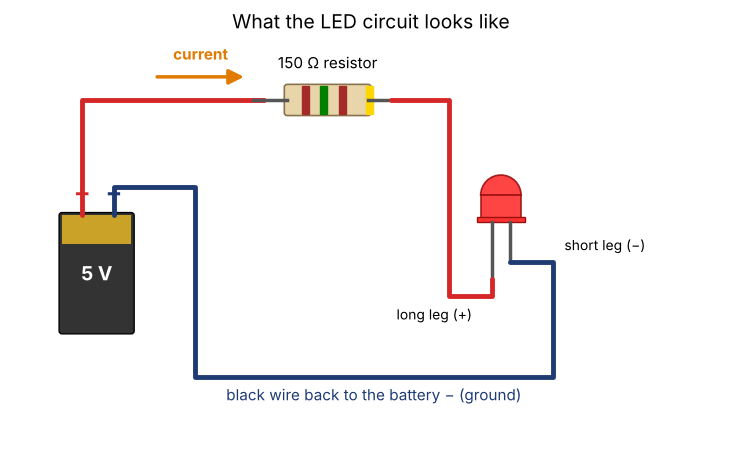 What the LED circuit looks like
current
150 Ω resistor
5 V
short leg (−)
long leg (+)
black wire back to the battery − (ground)